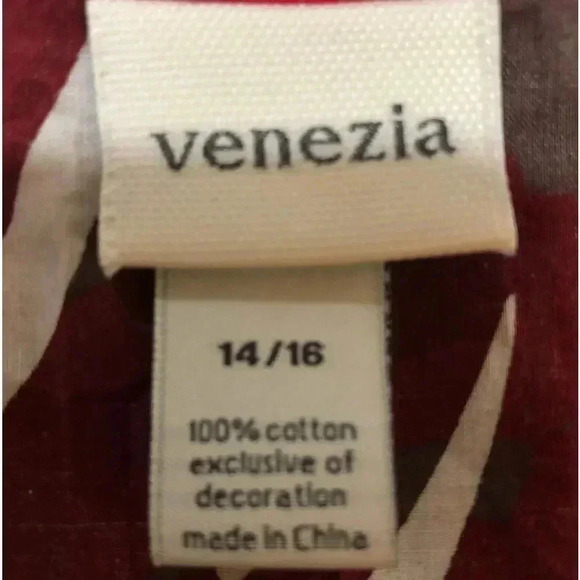 venezia
14/16
100% cotton
exclusive of
decoration
made in China